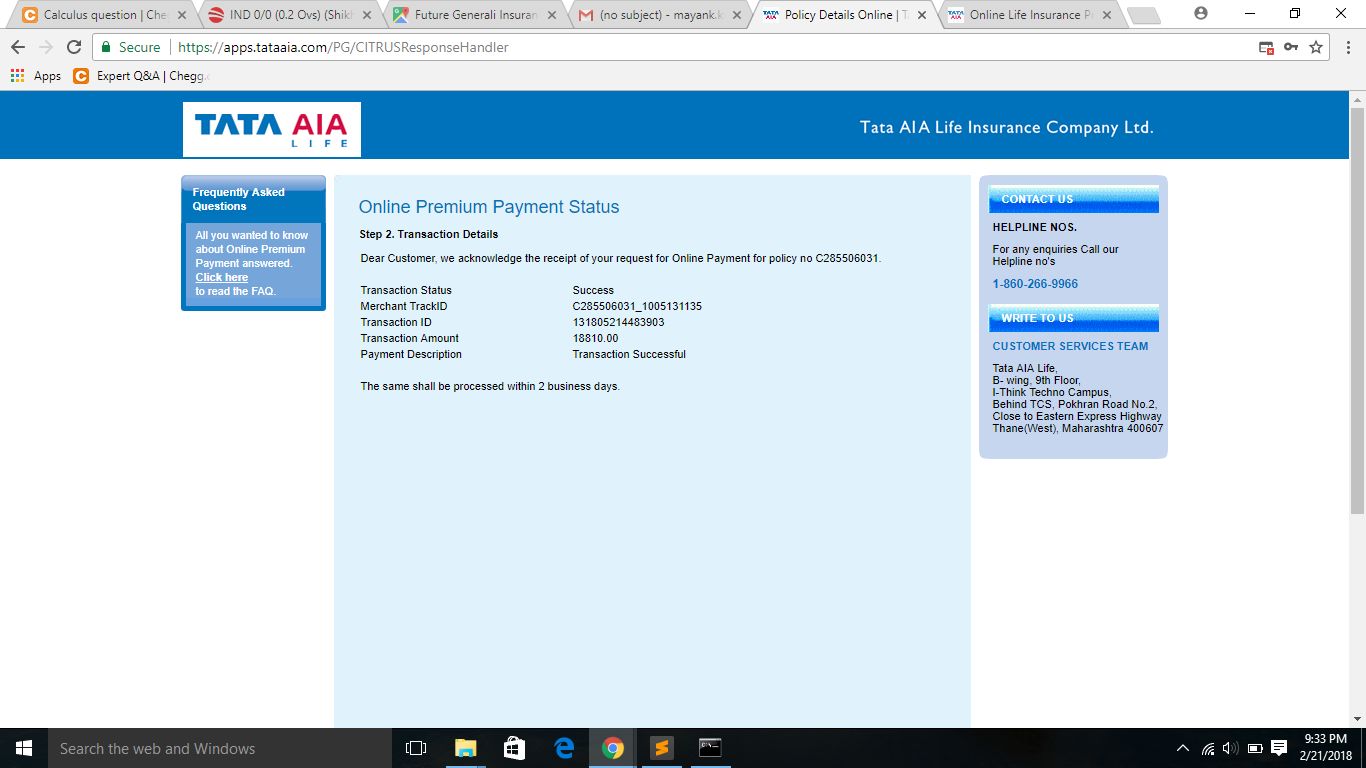 Calculus question | Che
IND 0/0 (0.2 Ovs) (Shikh
Future Generali Insuran
(no subject) - mayank.k
Policy Details Online | T
Online Life Insurance P
Secure
https://apps.tataaia.com/PG/CITRUSResponseHandler
Apps
Expert Q&A | Chegg.
TATA AIA
LIFE
Tata AIA Life Insurance Company Ltd.
Frequently Asked
Questions
All you wanted to know
about Online Premium
Payment answered.
Click here
to read the FAQ.
Online Premium Payment Status
Step 2. Transaction Details
Dear Customer, we acknowledge the receipt of your request for Online Payment for policy no C285506031.
Transaction Status Success
Merchant TrackID C285506031_1005131135
Transaction ID 131805214483903
Transaction Amount 18810.00
Payment Description Transaction Successful
The same shall be processed within 2 business days.
CONTACT US
HELPLINE NOS.
For any enquiries Call our
Helpline no's
1-860-266-9966
WRITE TO US
CUSTOMER SERVICES TEAM
Tata AIA Life,
B- wing, 9th Floor,
I-Think Techno Campus,
Behind TCS, Pokhran Road No.2,
Close to Eastern Express Highway
Thane(West), Maharashtra 400607
Search the web and Windows
9:33 PM
2/21/2018